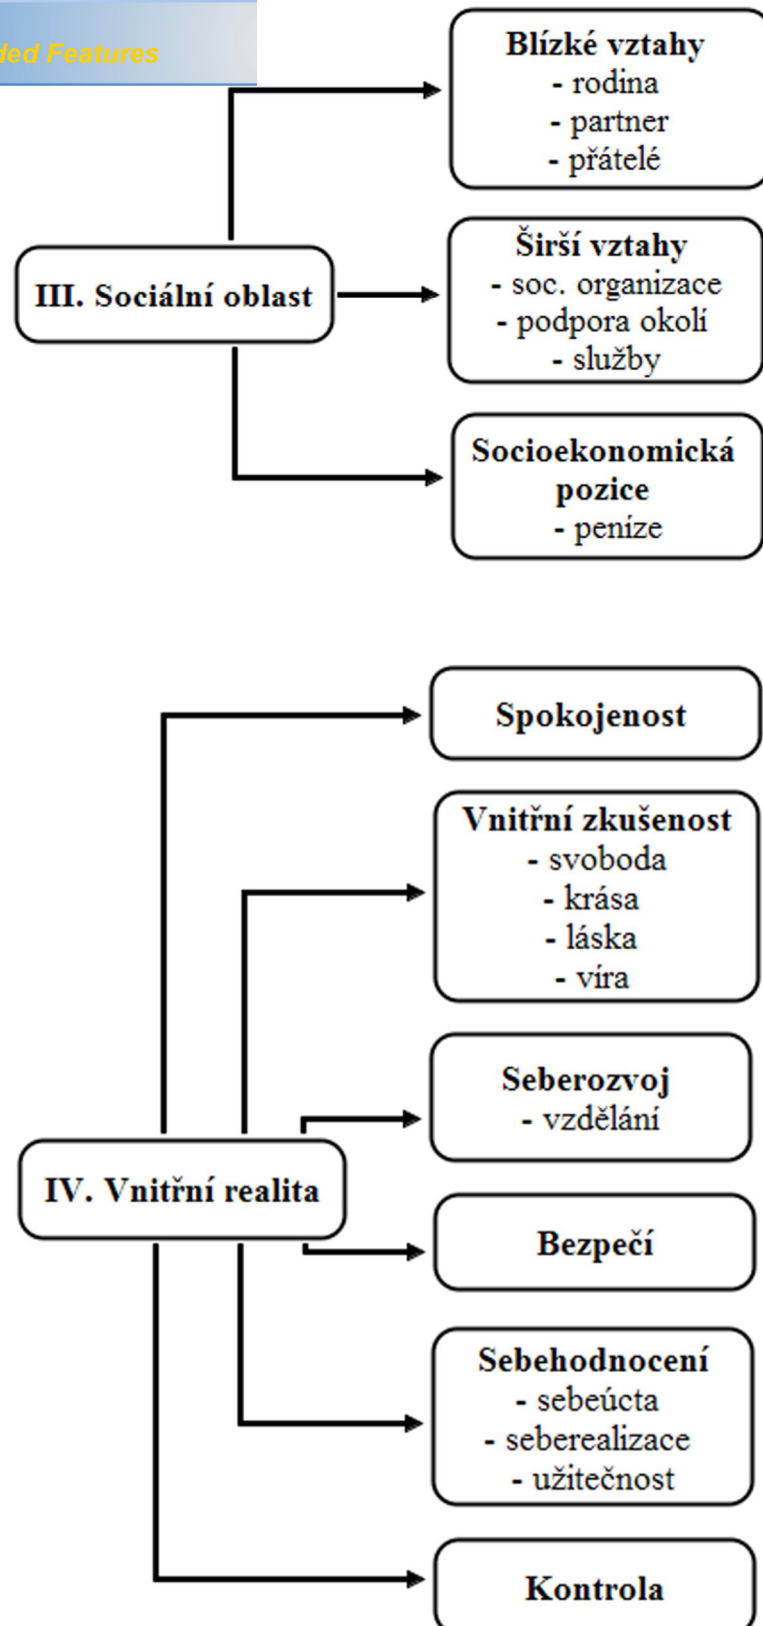 Features
Blízké vztahy
- rodina
- partner
- přátelé
III. Sociální oblast
Širší vztahy
- soc. organizace
- podpora okolí
- služby
Socioekonomická
pozice
- peníze
Spokojenost
Vnitřní zkušenost
- svoboda
- krása
- láska
- víra
Seberozvoj
- vzdělání
IV. Vnitřní realita
Bezpečí
Sebehodnocení
- sebeúcta
- seberealizace
- užitečnost
Kontrola